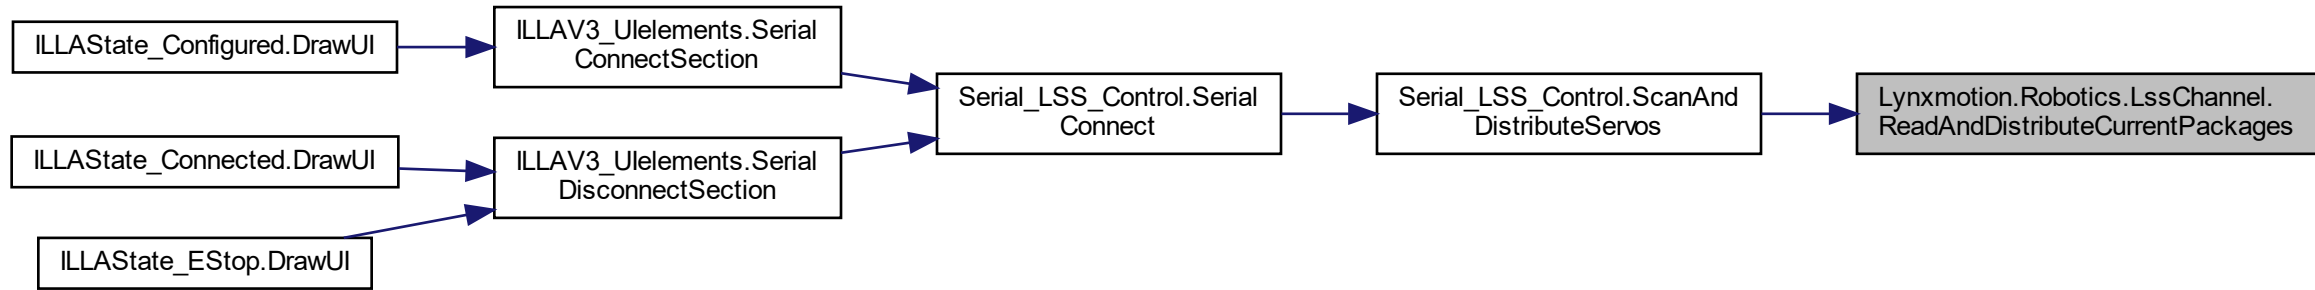 ILLAState_Configured.DrawUI
ILLAV3_UIelements.Serial
ConnectSection
ILLAState_Connected.DrawUI
ILLAV3_UIelements.Serial
DisconnectSection
ILLAState_EStop.DrawUI
Serial_LSS_Control.Serial
Connect
Serial_LSS_Control.ScanAnd
DistributeServos
Lynxmotion.Robotics.LssChannel.
ReadAndDistributeCurrentPackages